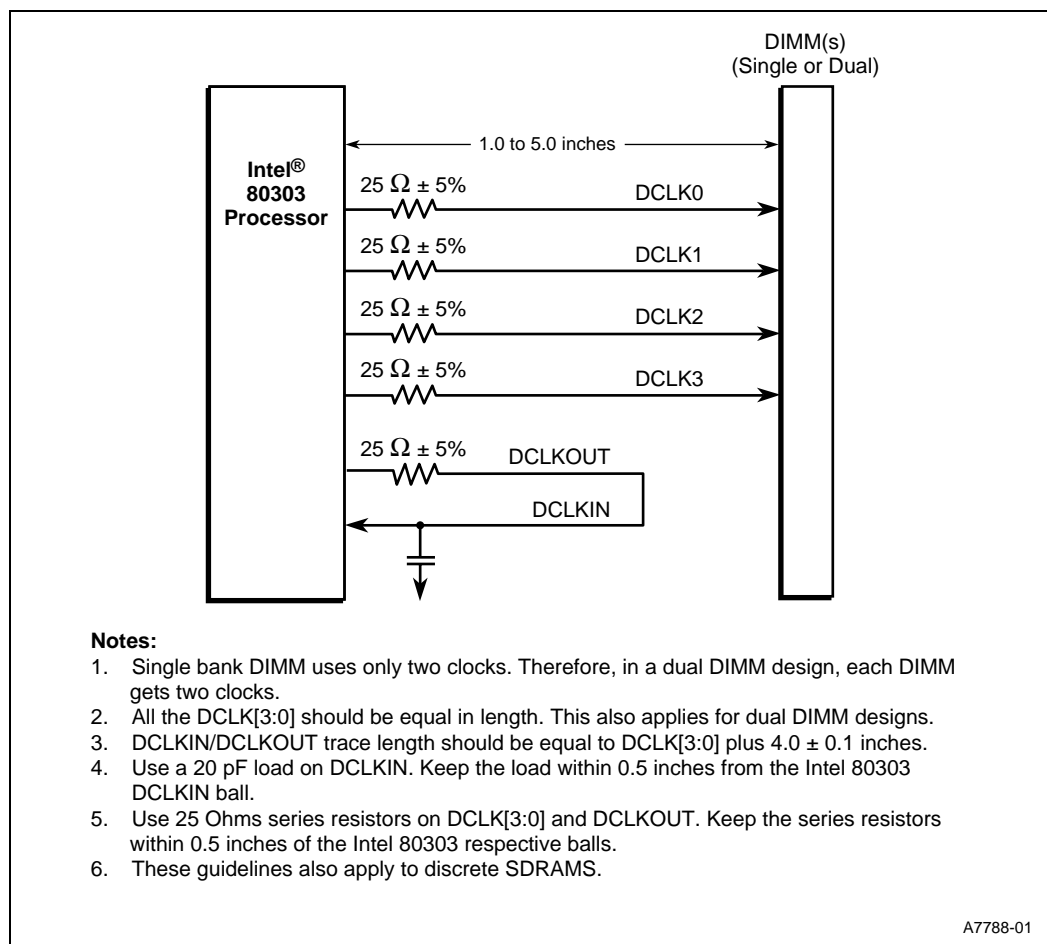 DIMM(s)
(Single or Dual)
1.0 to 5.0 inches
Intel®
80303
Processor
25 Ω ± 5%
DCLK0
25 Ω ± 5%
DCLK1
25 Ω ± 5%
DCLK2
25 Ω ± 5%
DCLK3
25 Ω ± 5%
DCLKOUT
DCLKIN
Notes:
1. Single bank DIMM uses only two clocks. Therefore, in a dual DIMM design, each DIMM
gets two clocks.
2. All the DCLK[3:0] should be equal in length. This also applies for dual DIMM designs.
3. DCLKIN/DCLKOUT trace length should be equal to DCLK[3:0] plus 4.0 ± 0.1 inches.
4. Use a 20 pF load on DCLKIN. Keep the load within 0.5 inches from the Intel 80303
DCLKIN ball.
5. Use 25 Ohms series resistors on DCLK[3:0] and DCLKOUT. Keep the series resistors
within 0.5 inches of the Intel 80303 respective balls.
6. These guidelines also apply to discrete SDRAMS.
A7788-01